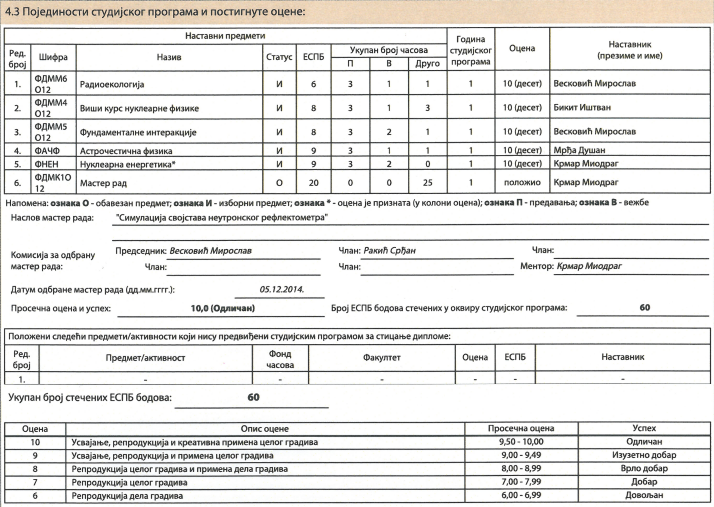 4.3 Појединости студијског програма и постигнуте оцене:
Наставни предмети
Ред. број Шифра Назив Статус ЕСПБ Укупан број часова П В Друго Година студијског програма Оцена Наставник (презиме и име)
1. ФДММ6О12 Радиоекологија И 6 3 1 1 1 10 (десет) Весковић Мирослав
2. ФДММ4О12 Виши курс нуклеарне физике И 8 3 1 3 1 10 (десет) Бикит Иштван
3. ФДММ5О12 Фундаменталне интеракције И 8 3 2 1 1 10 (десет) Весковић Мирослав
4. ФАЧФ Астрочестична физика И 9 3 1 1 1 10 (десет) Мрђа Душан
5. ФНЕН Нуклеарна енергетика* И 9 3 2 0 1 10 (десет) Крмар Миодраг
6. ФДМК1О12 Мастер рад О 20 0 0 25 1 положио Крмар Миодраг
Напомена: ознака О - обавезан предмет; ознака И - изборни предмет; ознака * - оцена је призната (у колони оцена); ознака П - предавања; ознака В - вежбе
Наслов мастер рада: "Симулација својстава неутронског рефлектометра"
Комисија за одбрану мастер рада: Председник: Весковић Мирослав Члан: Ракић Срђан Члан:
Члан: Члан: Ментор: Крмар Миодраг
Датум одбране мастер рада (дд.мм.гггг.): 05.12.2014.
Просечна оцена и успех: 10,0 (Одличан) Број ЕСПБ бодова стечених у оквиру студијског програма: 60
Положени следећи предмети/активности који нису предвиђени студијским програмом за стицање дипломе:
Ред. број Предмет/активност Фонд часова Факултет Оцена ЕСПБ Наставник
1. - - - - - -
Укупан број стечених ЕСПБ бодова: 60
Оцена Опис оцене Просечна оцена Успех
10 Усвајање, репродукција и креативна примена целог градива 9,50 - 10,00 Одличан
9 Усвајање, репродукција и примена целог градива 9,00 - 9,49 Изузетно добар
8 Репродукција целог градива и примена дела градива 8,00 - 8,99 Врло добар
7 Репродукција целог градива 7,00 - 7,99 Добар
6 Репродукција дела градива 6,00 - 6,99 Довољан